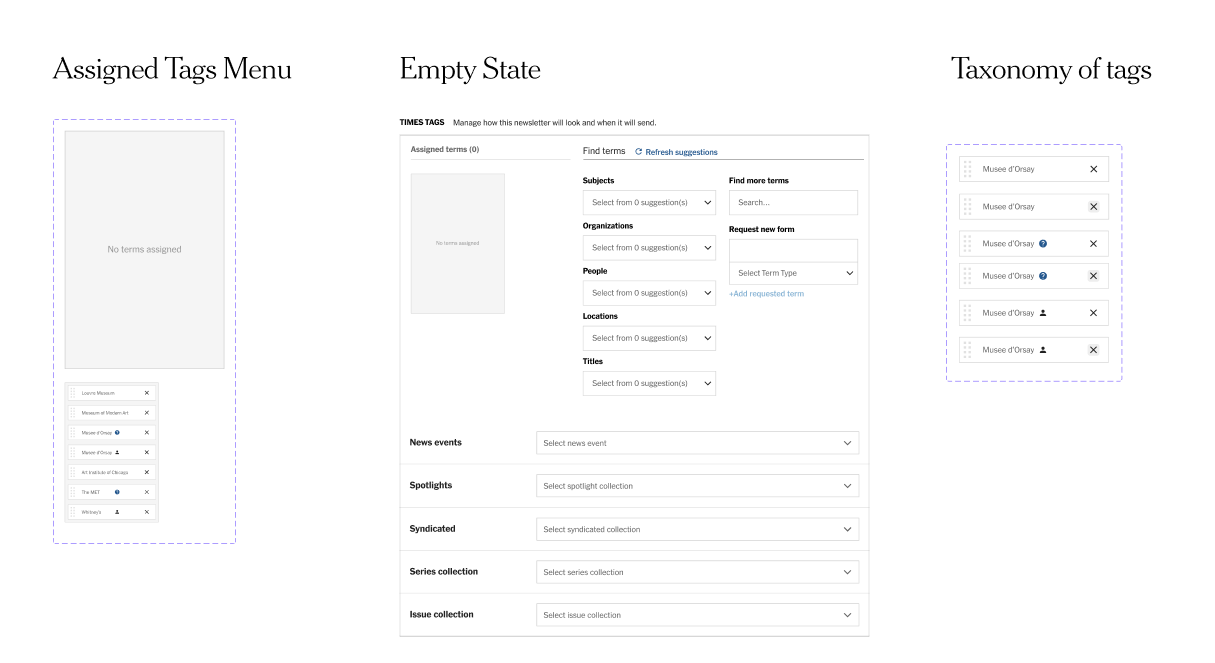 Assigned Tags Menu
No terms assigned
Louvre Museum
Museum of Modern Art
Musee d'Orsay
Musee d'Orsay
Art Institute of Chicago
The MET
Whitney's
Empty State
TIMES TAGS Manage how this newsletter will look and when it will send.
Assigned terms (0)
No terms assigned
Find terms Refresh suggestions
Subjects
Select from 0 suggestion(s)
Organizations
Select from 0 suggestion(s)
People
Select from 0 suggestion(s)
Locations
Select from 0 suggestion(s)
Titles
Select from 0 suggestion(s)
Find more terms
Search...
Request new form
Select Term Type
+Add requested term
News events
Select news event
Spotlights
Select spotlight collection
Syndicated
Select syndicated collection
Series collection
Select series collection
Issue collection
Select issue collection
Taxonomy of tags
Musee d'Orsay
Musee d'Orsay
Musee d'Orsay
Musee d'Orsay
Musee d'Orsay
Musee d'Orsay